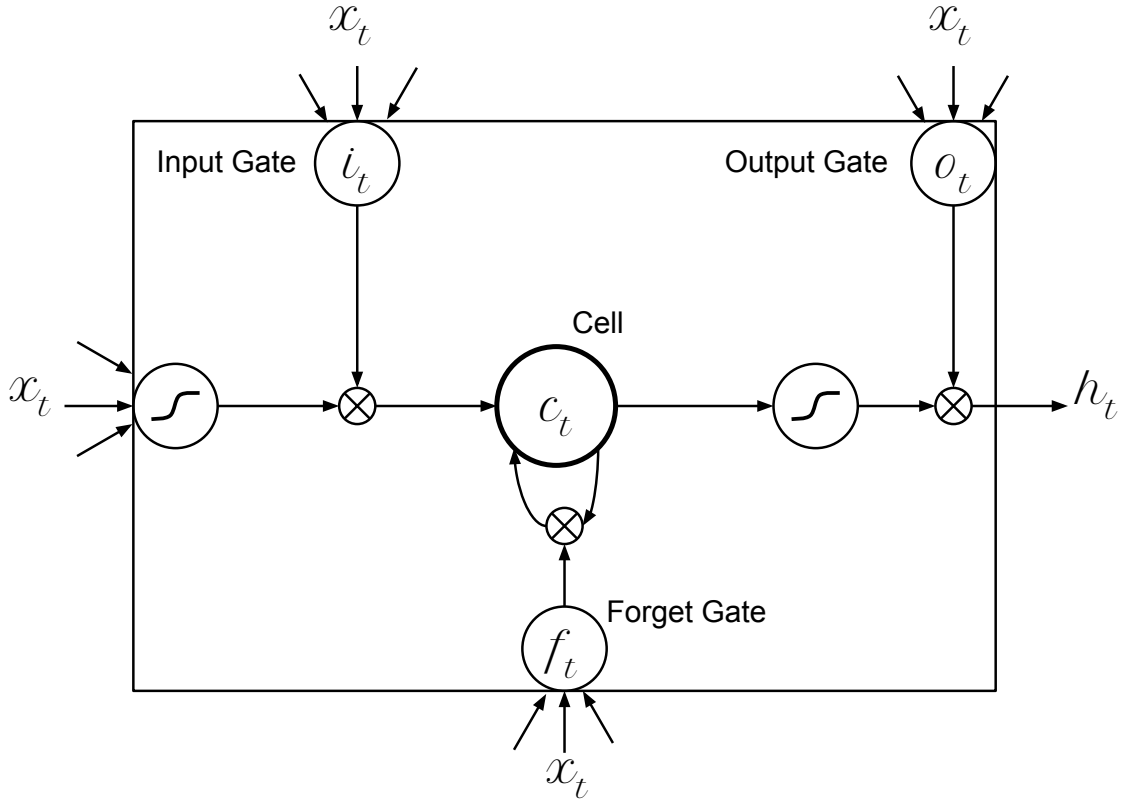 x_t
x_t
Input Gate
i_t
Output Gate
o_t
Cell
x_t
c_t
h_t
Forget Gate
f_t
x_t